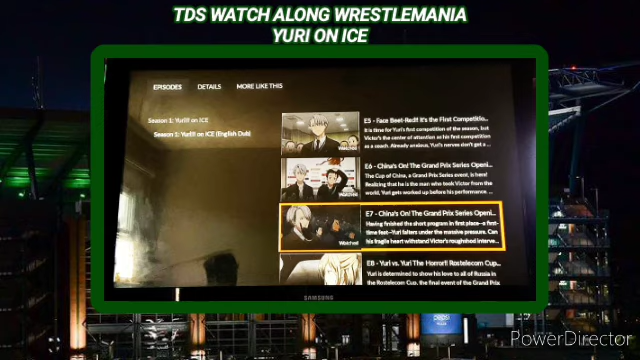 TDS WATCH ALONG WRESTLEMANIA
YURI ON ICE
EPISODES DETAILS MORE LIKE THIS
Season 1: Yuri!!! on ICE
Season 1: Yuri!!! on ICE (English Dub)
E5 - Face Beet-Red!! It's the First Competitio...
It is time for Yuri's first competition of the season, but
Victor's the center of attention as his first competition
as a coach. Already anxious, Yuri's nerves don't get a ...
Watched
E6 - China's On! The Grand Prix Series Openi...
The Cup of China, a Grand Prix Series event, is here!
Realizing that he is the man who took Victor from the
world, Yuri gets worked up before his performance. ...
Watched
E7 - China's On! The Grand Prix Series Openi...
Having finished the short program in first place—a first-
time feat—Yuri falters under the massive pressure. Can
his fragile heart withstand Victor's roughshod interve...
Watched
E8 - Yuri vs. Yuri The Horror!! Rostelecom Cup...
Yuri is determined to show his love to all of Russia in
the Rostelecom Cup, the final event of the Grand Prix
SAMSUNG
pepsi
PowerDirector